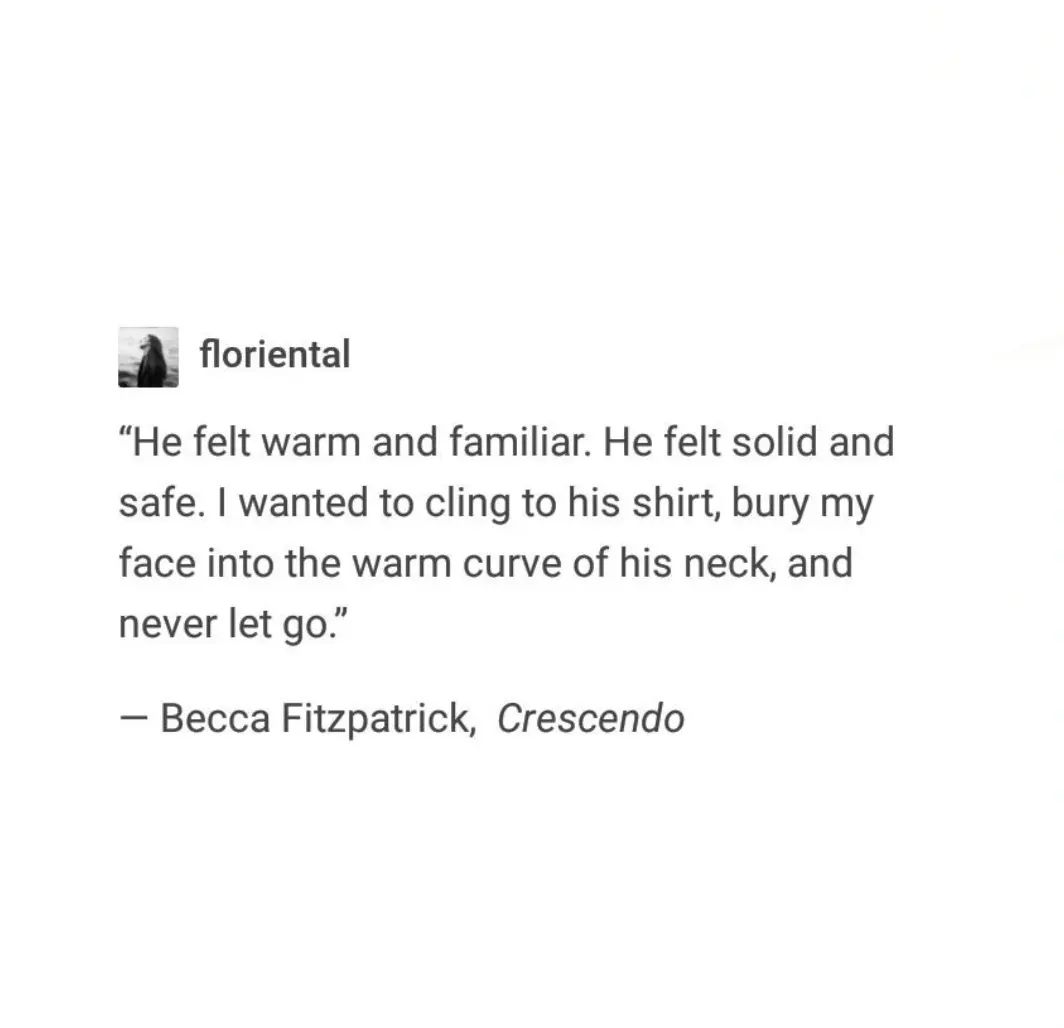 floriental
“He felt warm and familiar. He felt solid and
safe. I wanted to cling to his shirt, bury my
face into the warm curve of his neck, and
never let go.”
— Becca Fitzpatrick, Crescendo